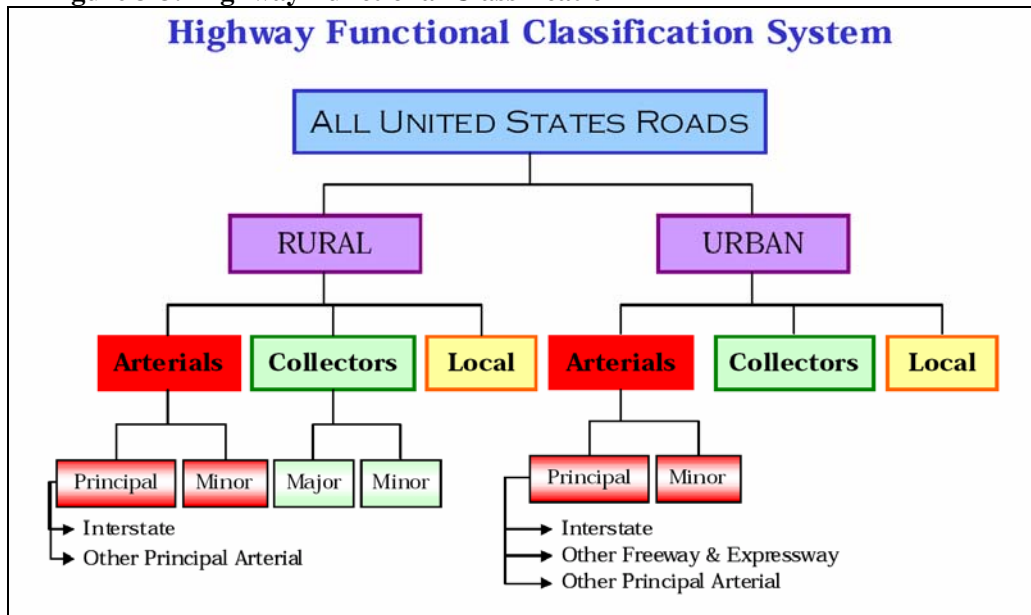 Highway Functional Classification System
ALL UNITED STATES ROADS
RURAL
URBAN
Arterials
Collectors
Local
Arterials
Collectors
Local
Principal
Minor
Major
Minor
Principal
Minor
Interstate
Other Principal Arterial
Interstate
Other Freeway & Expressway
Other Principal Arterial